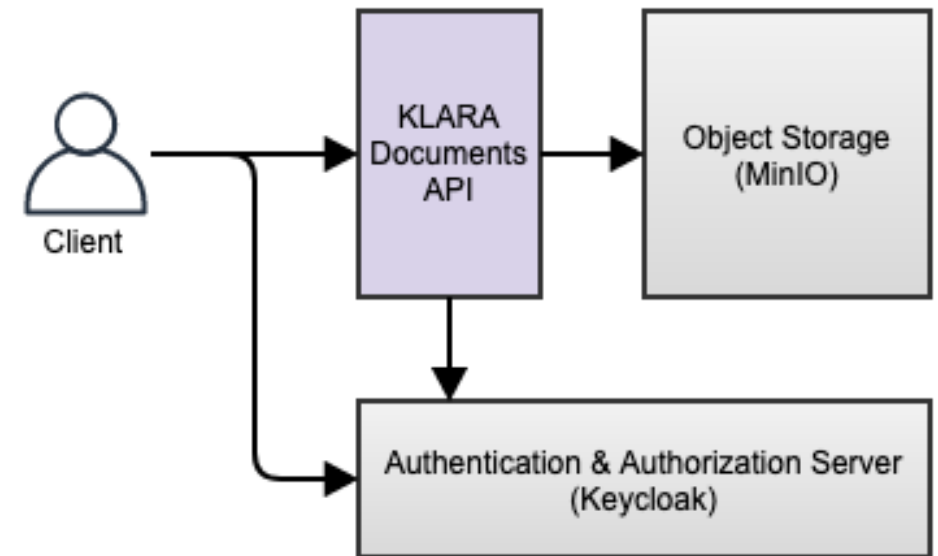 KLARA
Documents
API
Object Storage
(MinIO)
Client
Authentication & Authorization Server
(Keycloak)